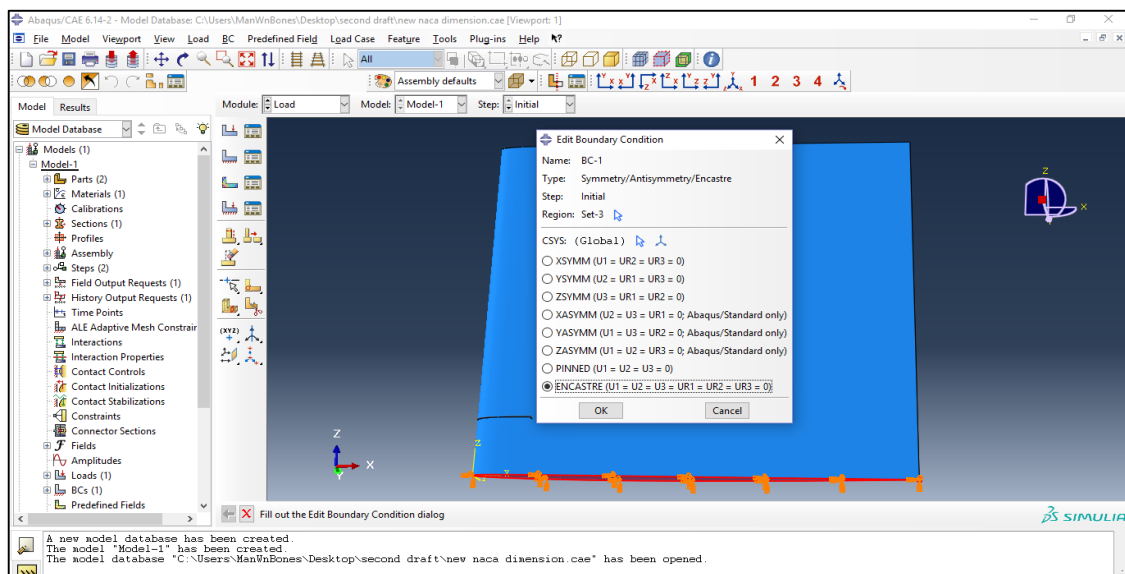 Abaqus/CAE 6.14-2 - Model Database: C:\Users\ManWnBones\Desktop\second draft\new naca dimension.cae [Viewport: 1]
File Model Viewport View Load BC Predefined Field Load Case Feature Tools Plug-ins Help
All
Assembly defaults
1 2 3 4
Model Results
Module: Load Model: Model-1 Step: Initial
Model Database
Models (1)
Model-1
Parts (2)
Materials (1)
Calibrations
Sections (1)
Profiles
Assembly
Steps (2)
Field Output Requests (1)
History Output Requests (1)
Time Points
ALE Adaptive Mesh Constrain
Interactions
Interaction Properties
Contact Controls
Contact Initializations
Contact Stabilizations
Constraints
Connector Sections
Fields
Amplitudes
Loads (1)
BCs (1)
Predefined Fields
(XYZ)
Edit Boundary Condition
Name: BC-1
Type: Symmetry/Antisymmetry/Encastre
Step: Initial
Region: Set-3
CSYS: (Global)
XSYMM (U1 = UR2 = UR3 = 0)
YSYMM (U2 = UR1 = UR3 = 0)
ZSYMM (U3 = UR1 = UR2 = 0)
XASYMM (U2 = U3 = UR1 = 0; Abaqus/Standard only)
YASYMM (U1 = U3 = UR2 = 0; Abaqus/Standard only)
ZASYMM (U1 = U2 = UR3 = 0; Abaqus/Standard only)
PINNED (U1 = U2 = U3 = 0)
ENCASTRE (U1 = U2 = U3 = UR1 = UR2 = UR3 = 0)
OK Cancel
Z
X
Z
X
Y
Z
X
Fill out the Edit Boundary Condition dialog
SIMULIA
A new model database has been created.
The model "Model-1" has been created.
The model database "C:\Users\ManWnBones\Desktop\second draft\new naca dimension.cae" has been opened.